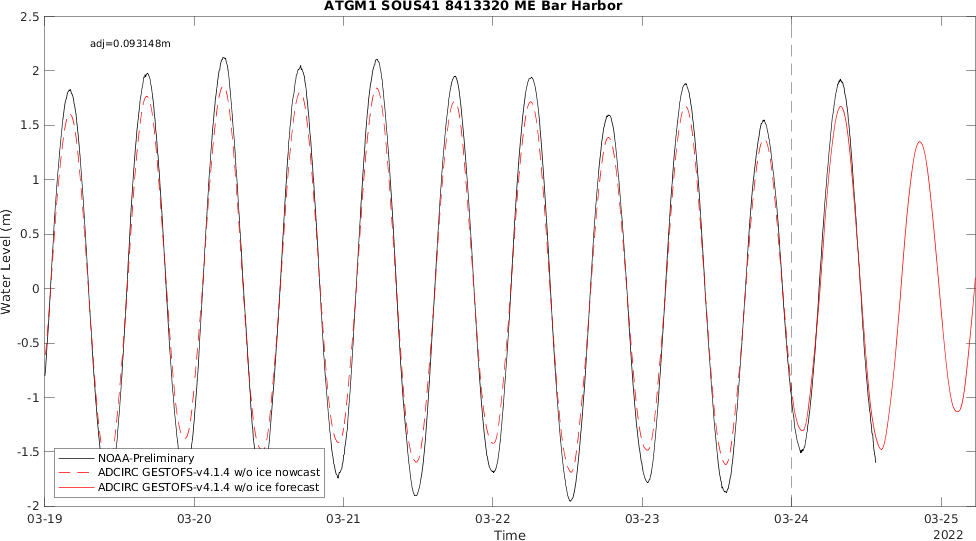 ATGM1 SOUS41 8413320 ME Bar Harbor
adj=0.093148m
2.5
2
1.5
1
0.5
0
-0.5
-1
-1.5
-2
Water Level (m)
NOAA-Preliminary
ADCIRC GESTOFS-v4.1.4 w/o ice nowcast
ADCIRC GESTOFS-v4.1.4 w/o ice forecast
03-19 03-20 03-21 03-22 03-23 03-24 03-25
Time
2022